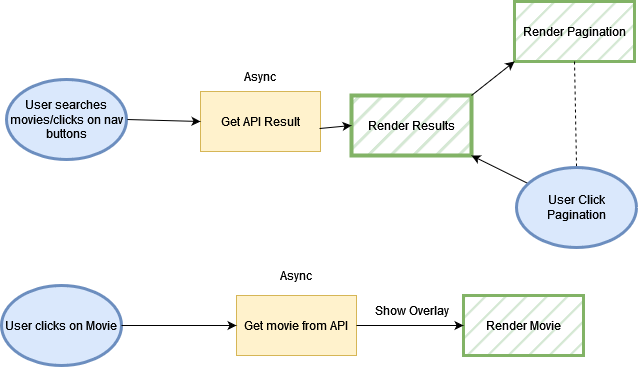 Render Pagination
Async
User searches
movies/clicks on nav
buttons
Get API Result
Render Results
User Click
Pagination
Async
User clicks on Movie
Get movie from API
Show Overlay
Render Movie